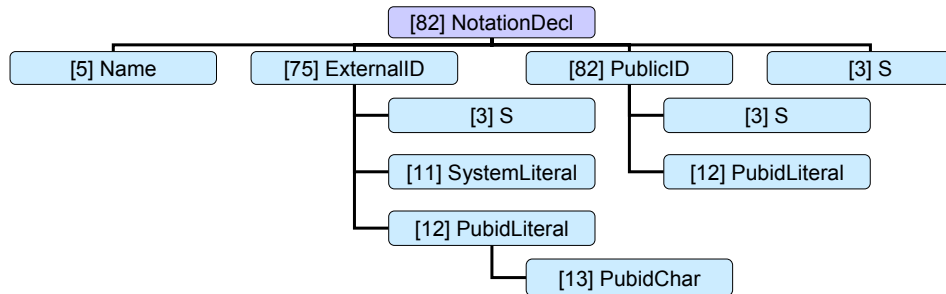 [82] NotationDecl
[5] Name
[75] ExternalID
[82] PublicID
[3] S
[3] S
[3] S
[11] SystemLiteral
[12] PubidLiteral
[12] PubidLiteral
[13] PubidChar